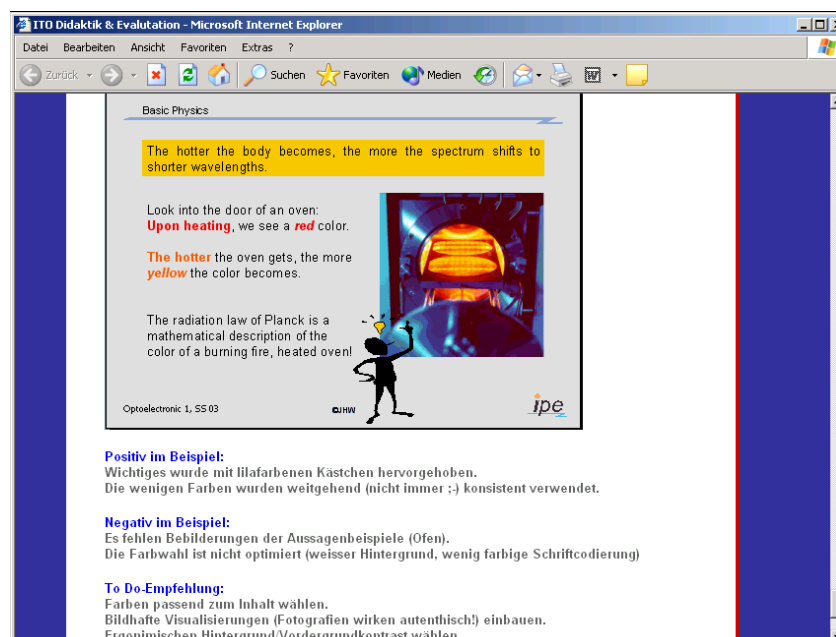 ITO Didaktik & Evalutation - Microsoft Internet Explorer
Datei Bearbeiten Ansicht Favoriten Extras ?
Zurück Suchen Favoriten Medien
Basic Physics
The hotter the body becomes, the more the spectrum shifts to
shorter wavelengths.
Look into the door of an oven:
Upon heating, we see a red color.
The hotter the oven gets, the more
yellow the color becomes.
The radiation law of Planck is a
mathematical description of the
color of a burning fire, heated oven!
Optoelectronic 1, SS 03 ©JHW ipe
Positiv im Beispiel:
Wichtiges wurde mit lilafarbenen Kästchen hervorgehoben.
Die wenigen Farben wurden weitgehend (nicht immer ;-) konsistent verwendet.
Negativ im Beispiel:
Es fehlen Bebilderungen der Aussagenbeispiele (Ofen).
Die Farbwahl ist nicht optimiert (weisser Hintergrund, wenig farbige Schriftcodierung)
To Do-Empfehlung:
Farben passend zum Inhalt wählen.
Bildhafte Visualisierungen (Fotografien wirken autenthisch!) einbauen.
Ergonimischen Hintergrund/Vordergrundkontrast wählen